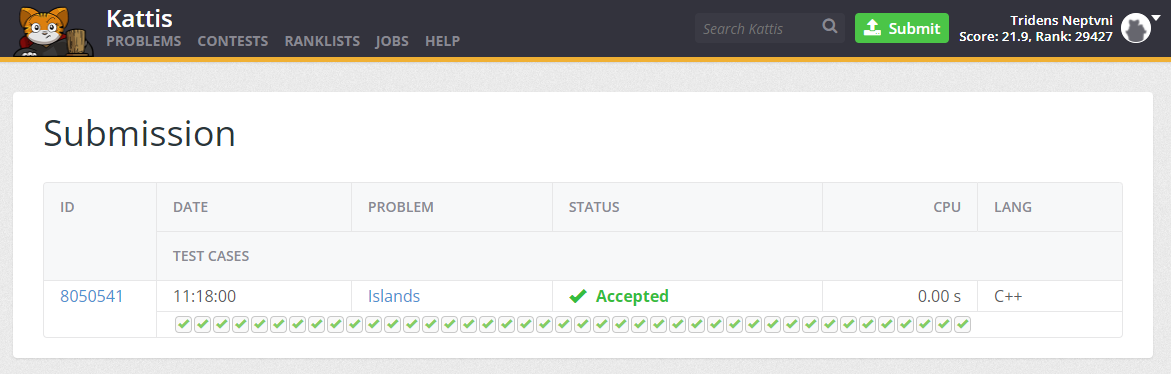 Kattis
PROBLEMS CONTESTS RANKLISTS JOBS HELP
Search Kattis
Submit
Tridens Neptvni
Score: 21.9, Rank: 29427
Submission
ID DATE PROBLEM STATUS CPU LANG
TEST CASES
8050541 11:18:00 Islands Accepted 0.00 s C++